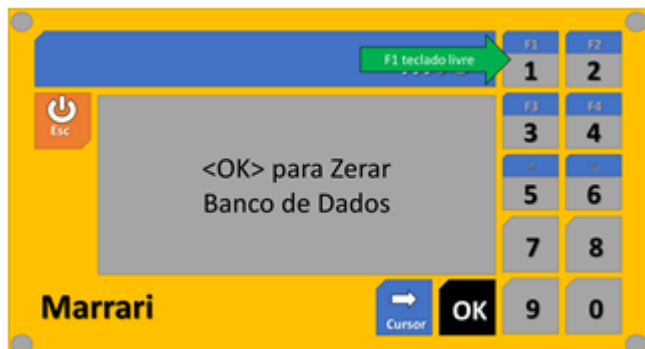 F1 teclado livre
F1 F2
1 2
Esc
F3 F4
3 4
<OK> para Zerar
Banco de Dados
5 6
7 8
Marrari
Cursor
OK
9 0